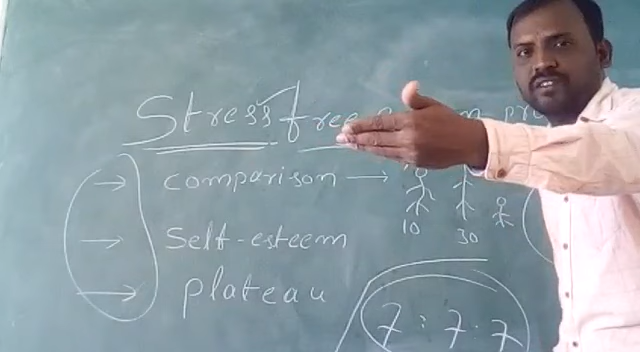 Stress free
comparison →
10 30
→ Self-esteem
→ plateau
7 : 7 . 7